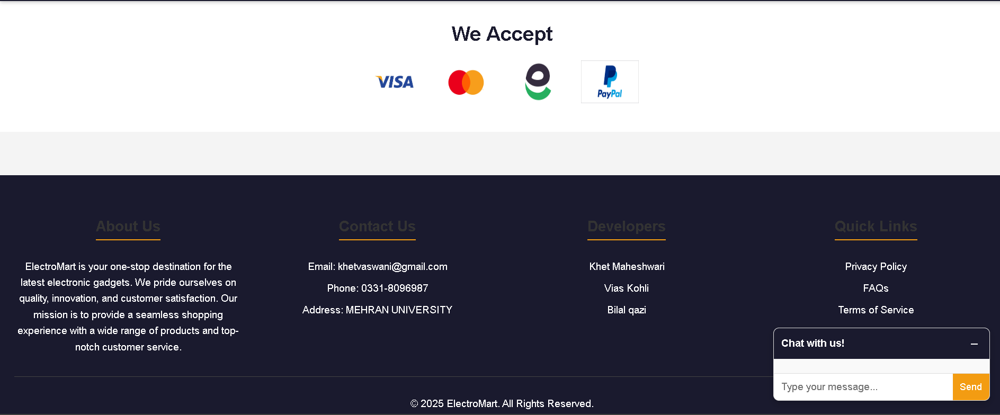 We Accept
VISA
PayPal
About Us
ElectroMart is your one-stop destination for the
latest electronic gadgets. We pride ourselves on
quality, innovation, and customer satisfaction. Our
mission is to provide a seamless shopping
experience with a wide range of products and top-
notch customer service.
Contact Us
Email: khetvaswani@gmail.com
Phone: 0331-8096987
Address: MEHRAN UNIVERSITY
Developers
Khet Maheshwari
Vias Kohli
Bilal qazi
Quick Links
Privacy Policy
FAQs
Terms of Service
Chat with us!
Type your message...
Send
© 2025 ElectroMart. All Rights Reserved.